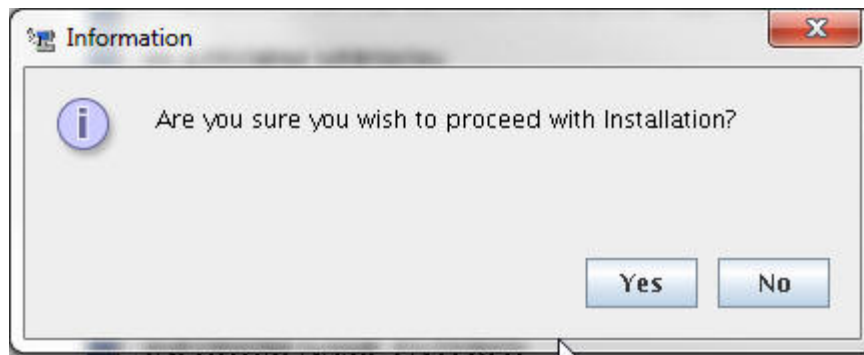 Information
Are you sure you wish to proceed with Installation?
Yes No